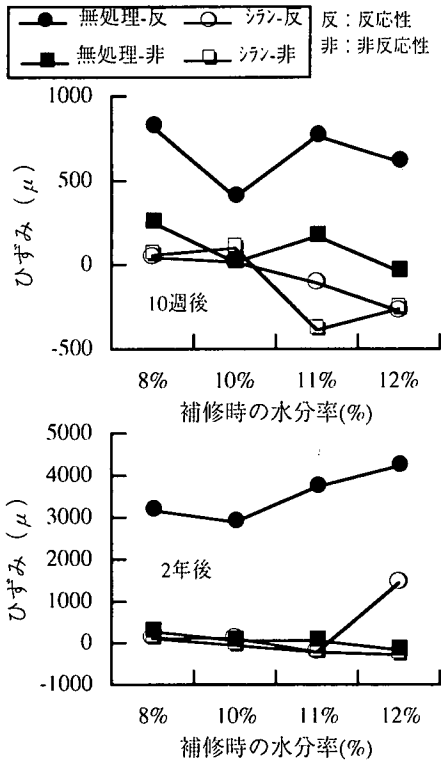 無処理-反 シラン-反 反：反応性
無処理-非 シラン-非 非：非反応性
1000
500
0
-500
ひずみ（μ）
10週後
8% 10% 11% 12%
補修時の水分率(%)
5000
4000
3000
2000
1000
0
-1000
ひずみ（μ）
2年後
8% 10% 11% 12%
補修時の水分率(%)